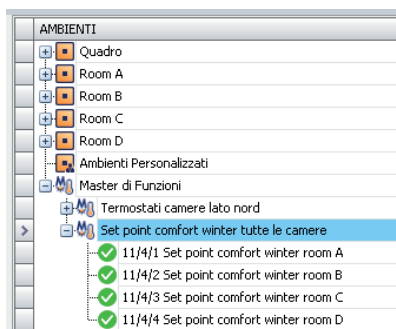 AMBIENTI
Quadro
Room A
Room B
Room C
Room D
Ambienti Personalizzati
Master di Funzioni
Termostati camere lato nord
Set point comfort winter tutte le camere
11/4/1 Set point comfort winter room A
11/4/2 Set point comfort winter room B
11/4/3 Set point comfort winter room C
11/4/4 Set point comfort winter room D